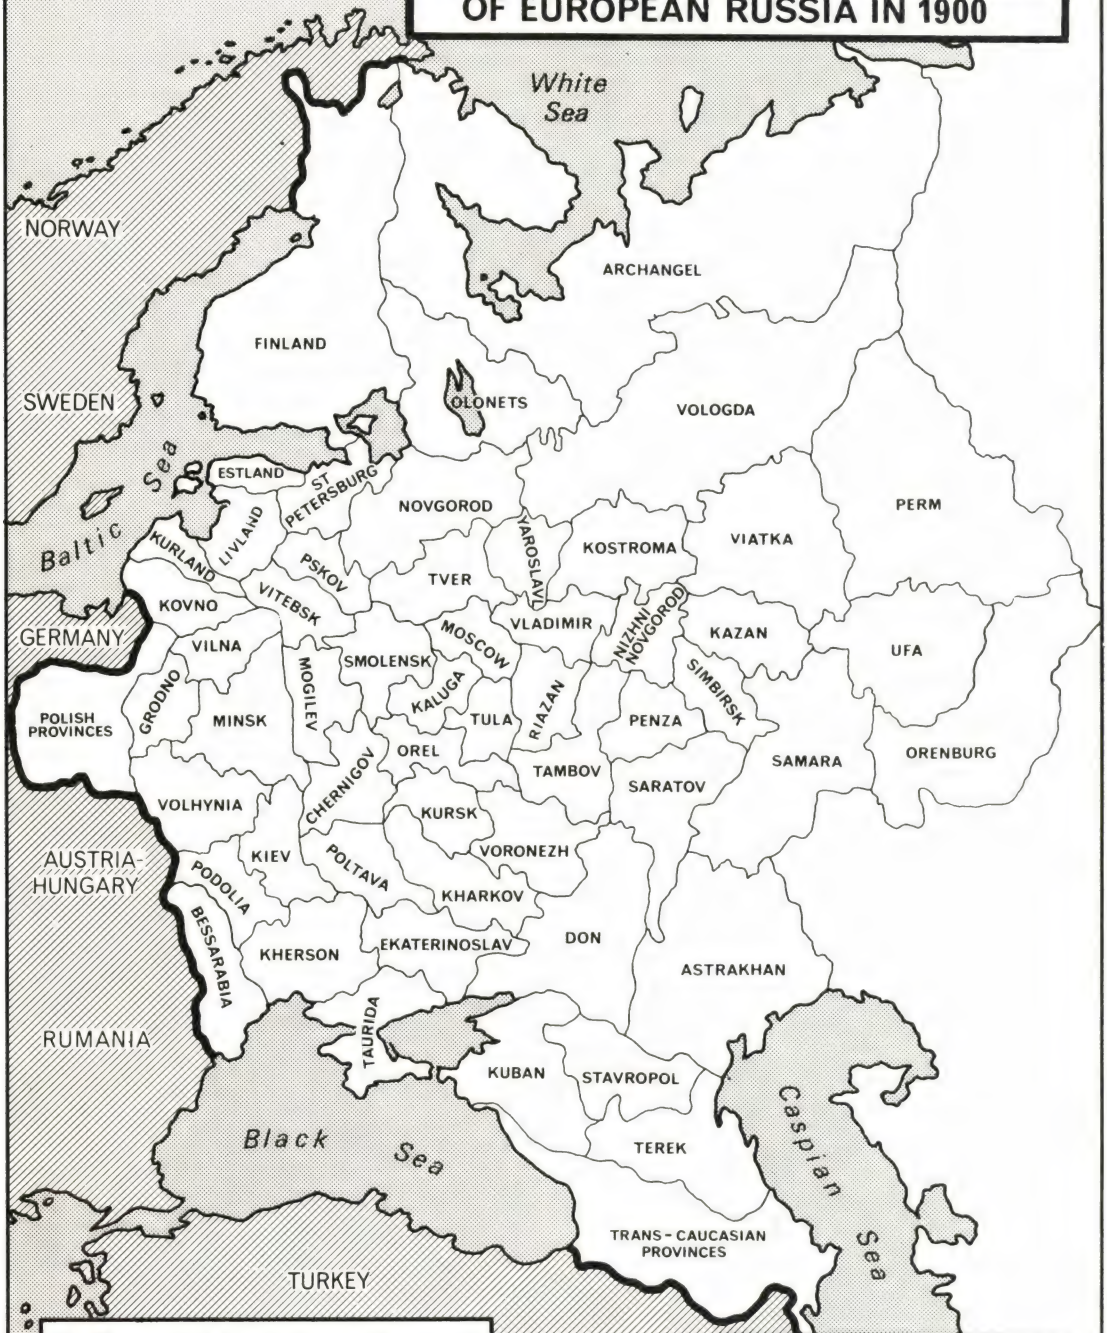 OF EUROPEAN RUSSIA IN 1900
White
Sea
NORWAY
ARCHANGEL
FINLAND
SWEDEN
OLONETS
VOLOGDA
Baltic Sea
ESTLAND
ST
PETERSBURG
NOVGOROD
PERM
LIVLAND
YAROSLAVL
KURLAND
PSKOV
KOSTROMA
VIATKA
TVER
KOVNO
VITEBSK
GERMANY
VILNA
MOSCOW
VLADIMIR
NIZHNI
NOVGOROD
KAZAN
UFA
SMOLENSK
GRODNO
MOGILEV
KALUGA
RIAZAN
SIMBIRSK
POLISH
PROVINCES
MINSK
TULA
PENZA
OREL
SAMARA
ORENBURG
TAMBOV
SARATOV
CHERNIGOV
VOLHYNIA
KURSK
AUSTRIA-
HUNGARY
KIEV
POLTAVA
VORONEZH
PODOLIA
KHARKOV
BESSARABIA
KHERSON
EKATERINOSLAV
DON
ASTRAKHAN
RUMANIA
TAURIDA
KUBAN
STAVROPOL
Caspian Sea
Black Sea
TEREK
TRANS-CAUCASIAN
PROVINCES
TURKEY